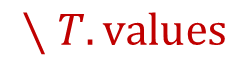 \ T. values